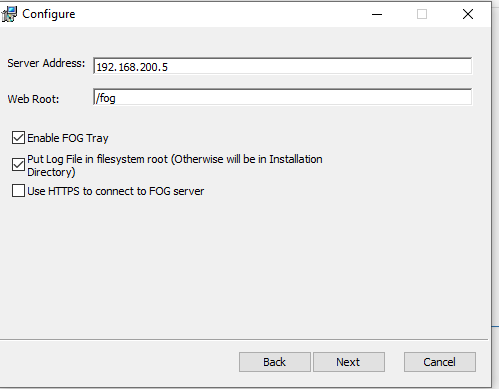 Configure
Server Address: 192.168.200.5
Web Root: /fog
Enable FOG Tray
Put Log File in filesystem root (Otherwise will be in Installation
Directory)
Use HTTPS to connect to FOG server
Back Next Cancel